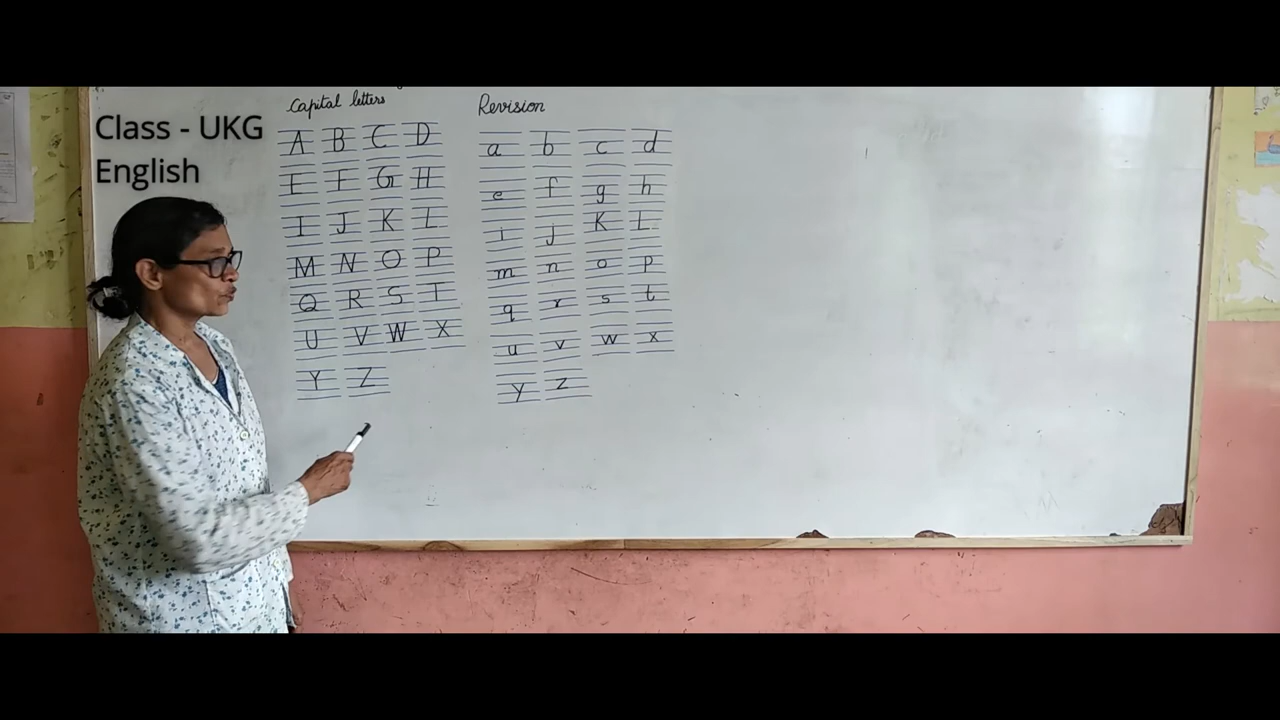 Class - UKG
English
Capital letters
A B C D
E F G H
I J K L
M N O P
Q R S T
U V W X
Y Z
Revision
a b c d
e f g h
i j K L
m n o p
q r s t
u v w x
y z